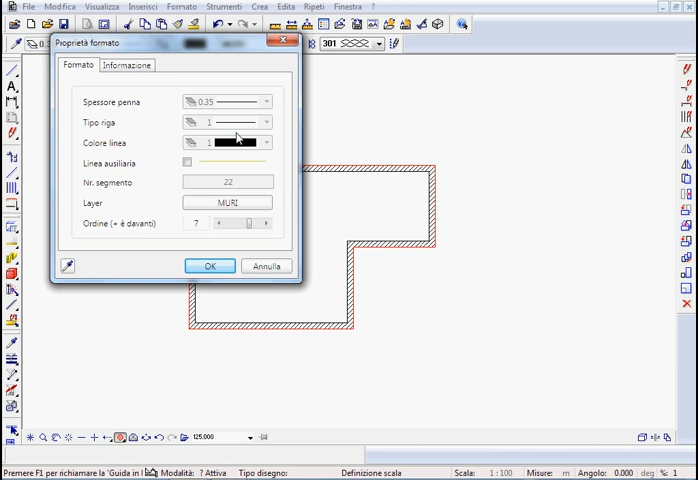 File Modifica Visualizza Inserisci Formato Strumenti Crea Edita Ripeti Finestra ?
Proprietà formato
301
Formato Informazione
Spessore penna 0.35
Tipo riga 1
Colore linea 1
Linea ausiliaria
Nr. segmento 22
Layer MURI
Ordine (+ è davanti) 7
OK Annulla
125.000
Premere F1 per richiamare la 'Guida in l Modalità: ? Attiva Tipo disegno: Definizione scala Scala: 1 : 100 Misure: m Angolo: 0.000 deg %: 1